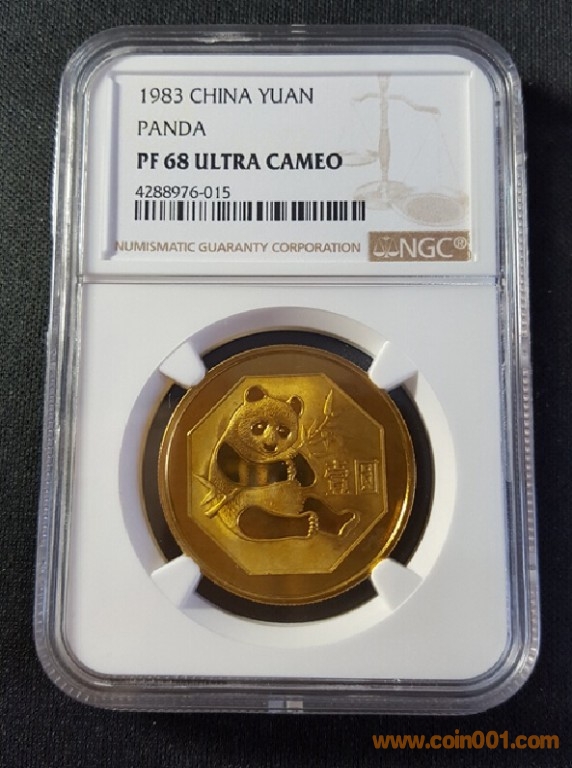 1983 CHINA YUAN
PANDA
PF 68 ULTRA CAMEO
4288976-015
NUMISMATIC GUARANTY CORPORATION
NGC®
壹圆
www.coin001.com